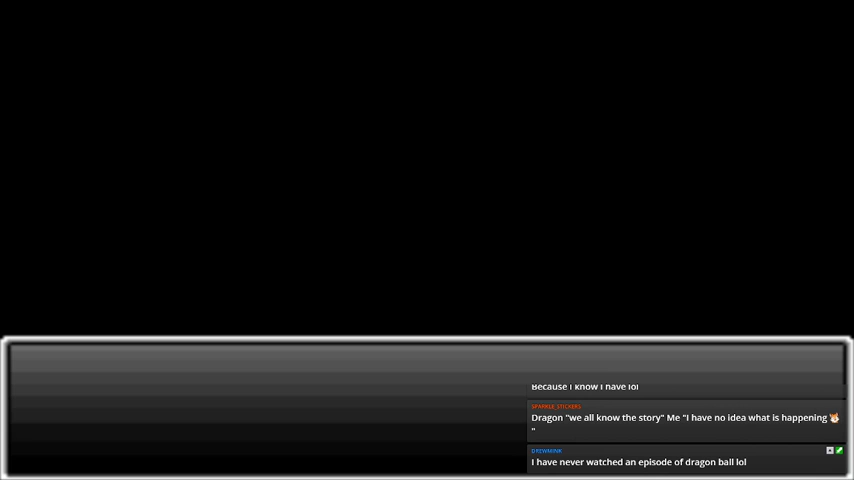 Because I know I have lol
SPARKLE_STICKERS
Dragon "we all know the story" Me "I have no idea what is happening
"
DREWMINK
I have never watched an episode of dragon ball lol